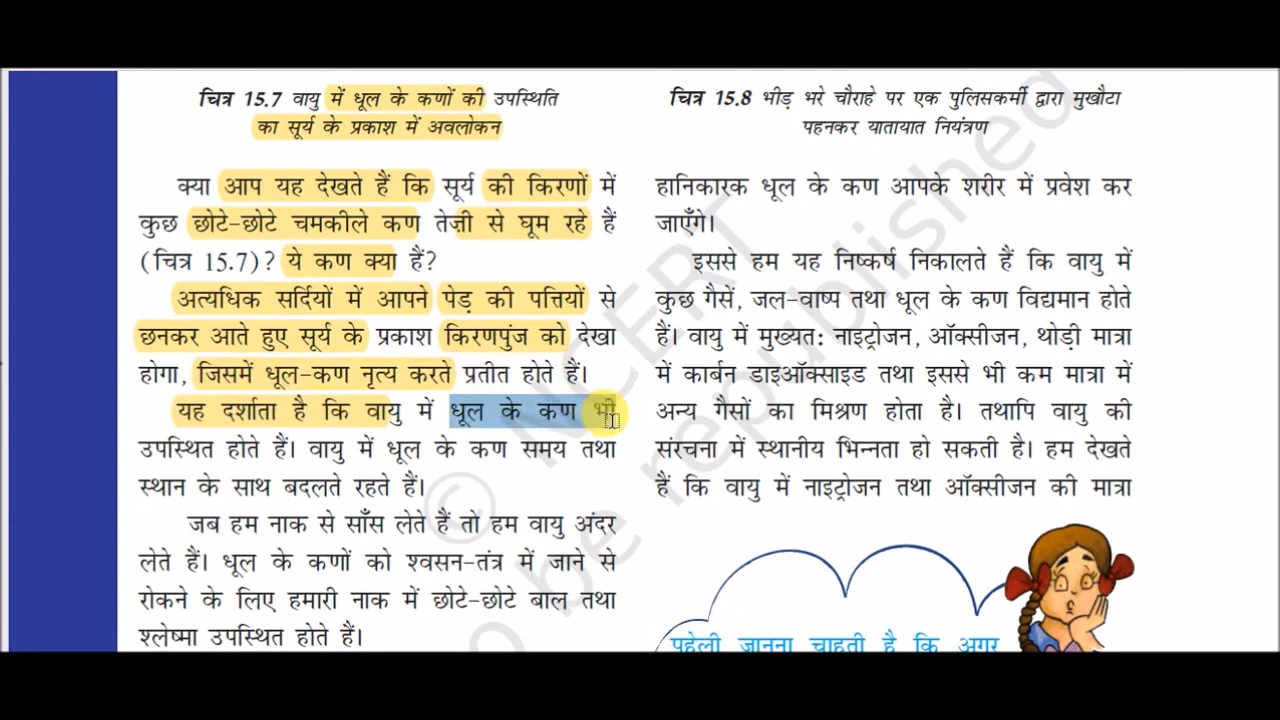 चित्र 15.7 वायु में धूल के कणों की उपस्थिति
का सूर्य के प्रकाश में अवलोकन
क्या आप यह देखते हैं कि सूर्य की किरणों में
कुछ छोटे-छोटे चमकीले कण तेज़ी से घूम रहे हैं
(चित्र 15.7)? ये कण क्या हैं?
अत्यधिक सर्दियों में आपने पेड़ की पत्तियों से
छनकर आते हुए सूर्य के प्रकाश किरणपुंज को देखा
होगा, जिसमें धूल-कण नृत्य करते प्रतीत होते हैं।
यह दर्शाता है कि वायु में धूल के कण भी
उपस्थित होते हैं। वायु में धूल के कण समय तथा
स्थान के साथ बदलते रहते हैं।
जब हम नाक से साँस लेते हैं तो हम वायु अंदर
लेते हैं। धूल के कणों को श्वसन-तंत्र में जाने से
रोकने के लिए हमारी नाक में छोटे-छोटे बाल तथा
श्लेष्मा उपस्थित होते हैं।
चित्र 15.8 भीड़ भरे चौराहे पर एक पुलिसकर्मी द्वारा मुखौटा
पहनकर यातायात नियंत्रण
हानिकारक धूल के कण आपके शरीर में प्रवेश कर
जाएँगे।
इससे हम यह निष्कर्ष निकालते हैं कि वायु में
कुछ गैसें, जल-वाष्प तथा धूल के कण विद्यमान होते
हैं। वायु में मुख्यत: नाइट्रोजन, ऑक्सीजन, थोड़ी मात्रा
में कार्बन डाइऑक्साइड तथा इससे भी कम मात्रा में
अन्य गैसों का मिश्रण होता है। तथापि वायु की
संरचना में स्थानीय भिन्नता हो सकती है। हम देखते
हैं कि वायु में नाइट्रोजन तथा ऑक्सीजन की मात्रा
पहेली जानना चाहती है कि अगर
© NCERT
o be republished